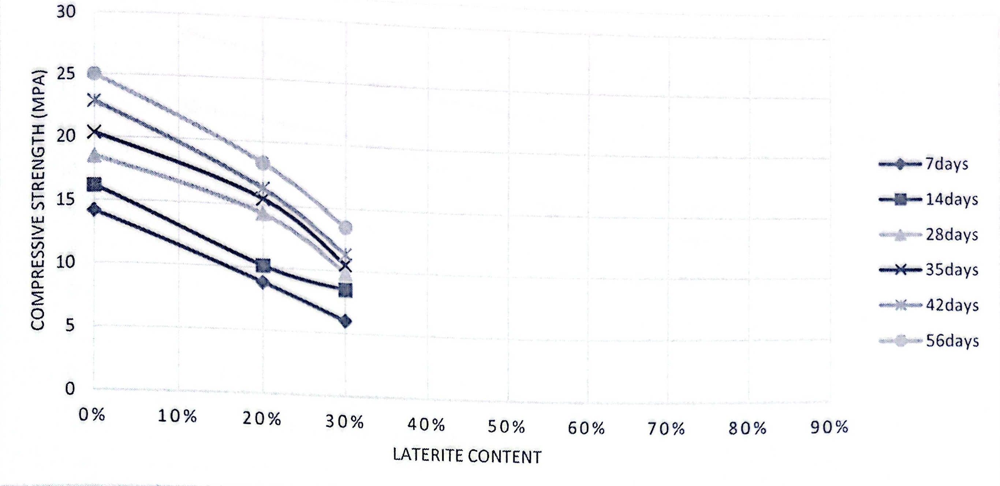 30
25
20
15
10
5
0
COMPRESSIVE STRENGTH (MPA)
0% 10% 20% 30% 40% 50% 60% 70% 80% 90%
LATERITE CONTENT
7days
14days
28days
35days
42days
56days